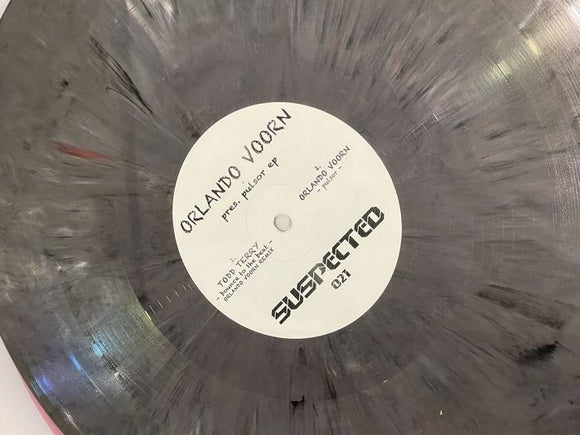 ORLANDO VOORN
pres. pulsor ep
1.
TODD TERRY
- bounce to the beat -
ORLANDO VOORN REMIX
2.
ORLANDO VOORN
- pulsor -
SUSPECTED
021